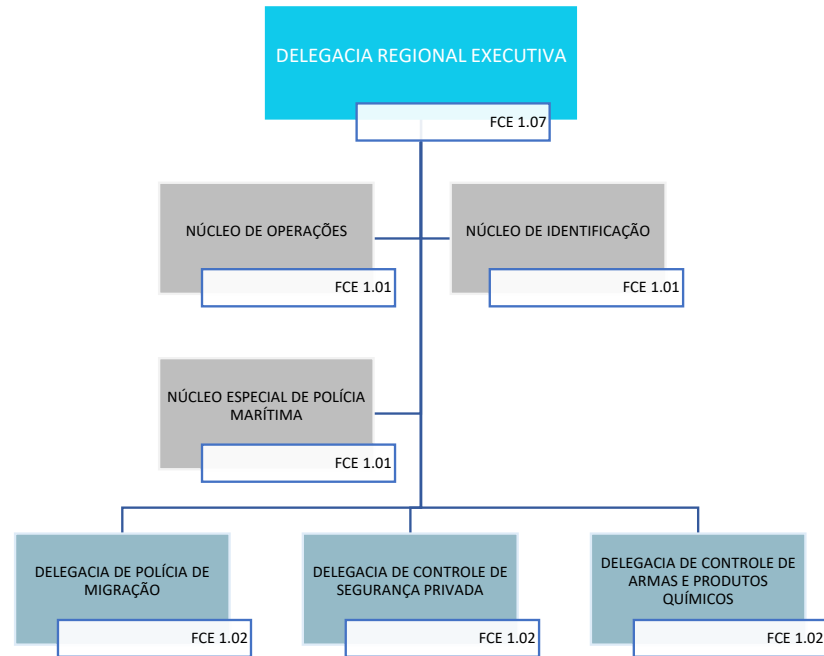 DELEGACIA REGIONAL EXECUTIVA
FCE 1.07
NÚCLEO DE OPERAÇÕES
FCE 1.01
NÚCLEO DE IDENTIFICAÇÃO
FCE 1.01
NÚCLEO ESPECIAL DE POLÍCIA
MARÍTIMA
FCE 1.01
DELEGACIA DE POLÍCIA DE
MIGRAÇÃO
FCE 1.02
DELEGACIA DE CONTROLE DE
SEGURANÇA PRIVADA
FCE 1.02
DELEGACIA DE CONTROLE DE
ARMAS E PRODUTOS
QUÍMICOS
FCE 1.02